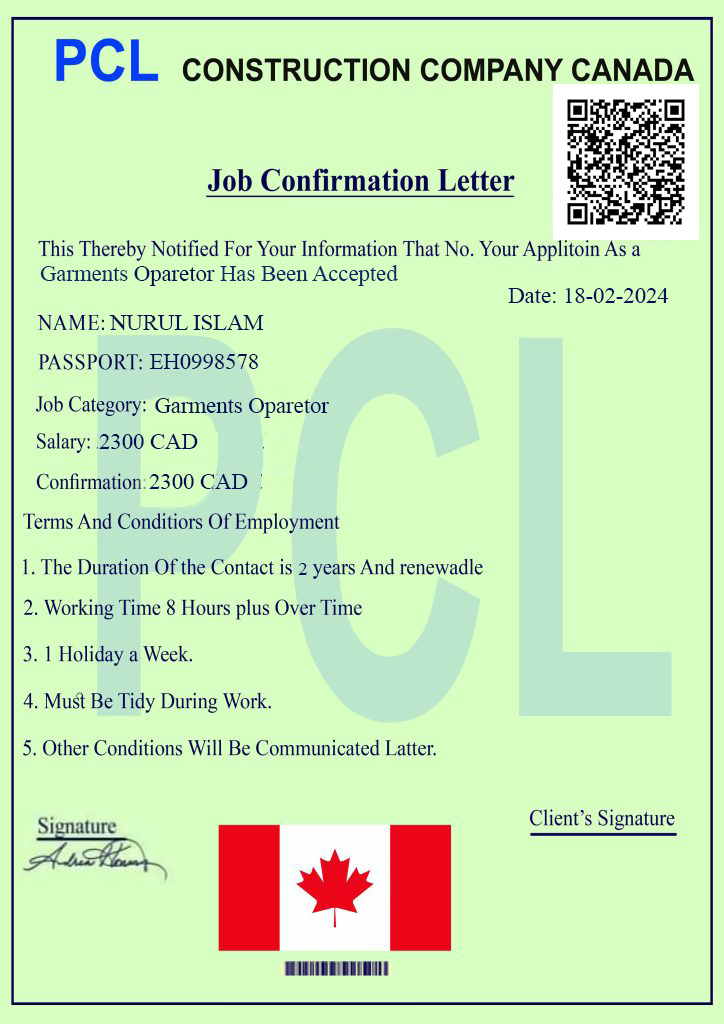 PCL CONSTRUCTION COMPANY CANADA
Job Confirmation Letter
This Thereby Notified For Your Information That No. Your Applitoin As a
Garments Oparetor Has Been Accepted
Date: 18-02-2024
NAME: NURUL ISLAM
PASSPORT: EH0998578
Job Category: Garments Oparetor
Salary: 2300 CAD
Confirmation: 2300 CAD
Terms And Conditiors Of Employment
1. The Duration Of the Contact is 2 years And renewadle
2. Working Time 8 Hours plus Over Time
3. 1 Holiday a Week.
4. Must Be Tidy During Work.
5. Other Conditions Will Be Communicated Latter.
PCL
Signature
Client's Signature